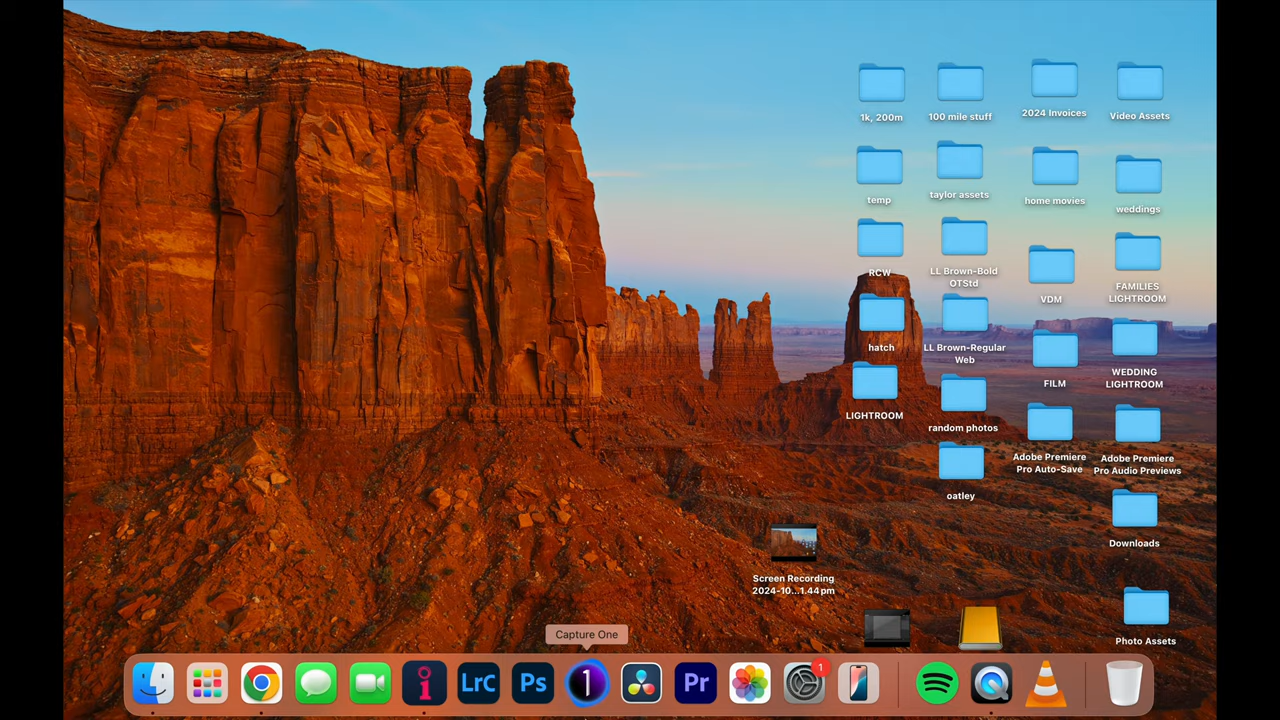 1k, 200m
100 mile stuff
2024 Invoices
Video Assets
temp
taylor assets
home movies
weddings
RCW
LL Brown-Bold
OTStd
VDM
FAMILIES
LIGHTROOM
hatch
LL Brown-Regular
Web
FILM
WEDDING
LIGHTROOM
LIGHTROOM
random photos
Adobe Premiere
Pro Auto-Save
Adobe Premiere
Pro Audio Previews
oatley
Downloads
Screen Recording
2024-10...1.44pm
Photo Assets
Capture One
i
LrC
Ps
1
Pr
1